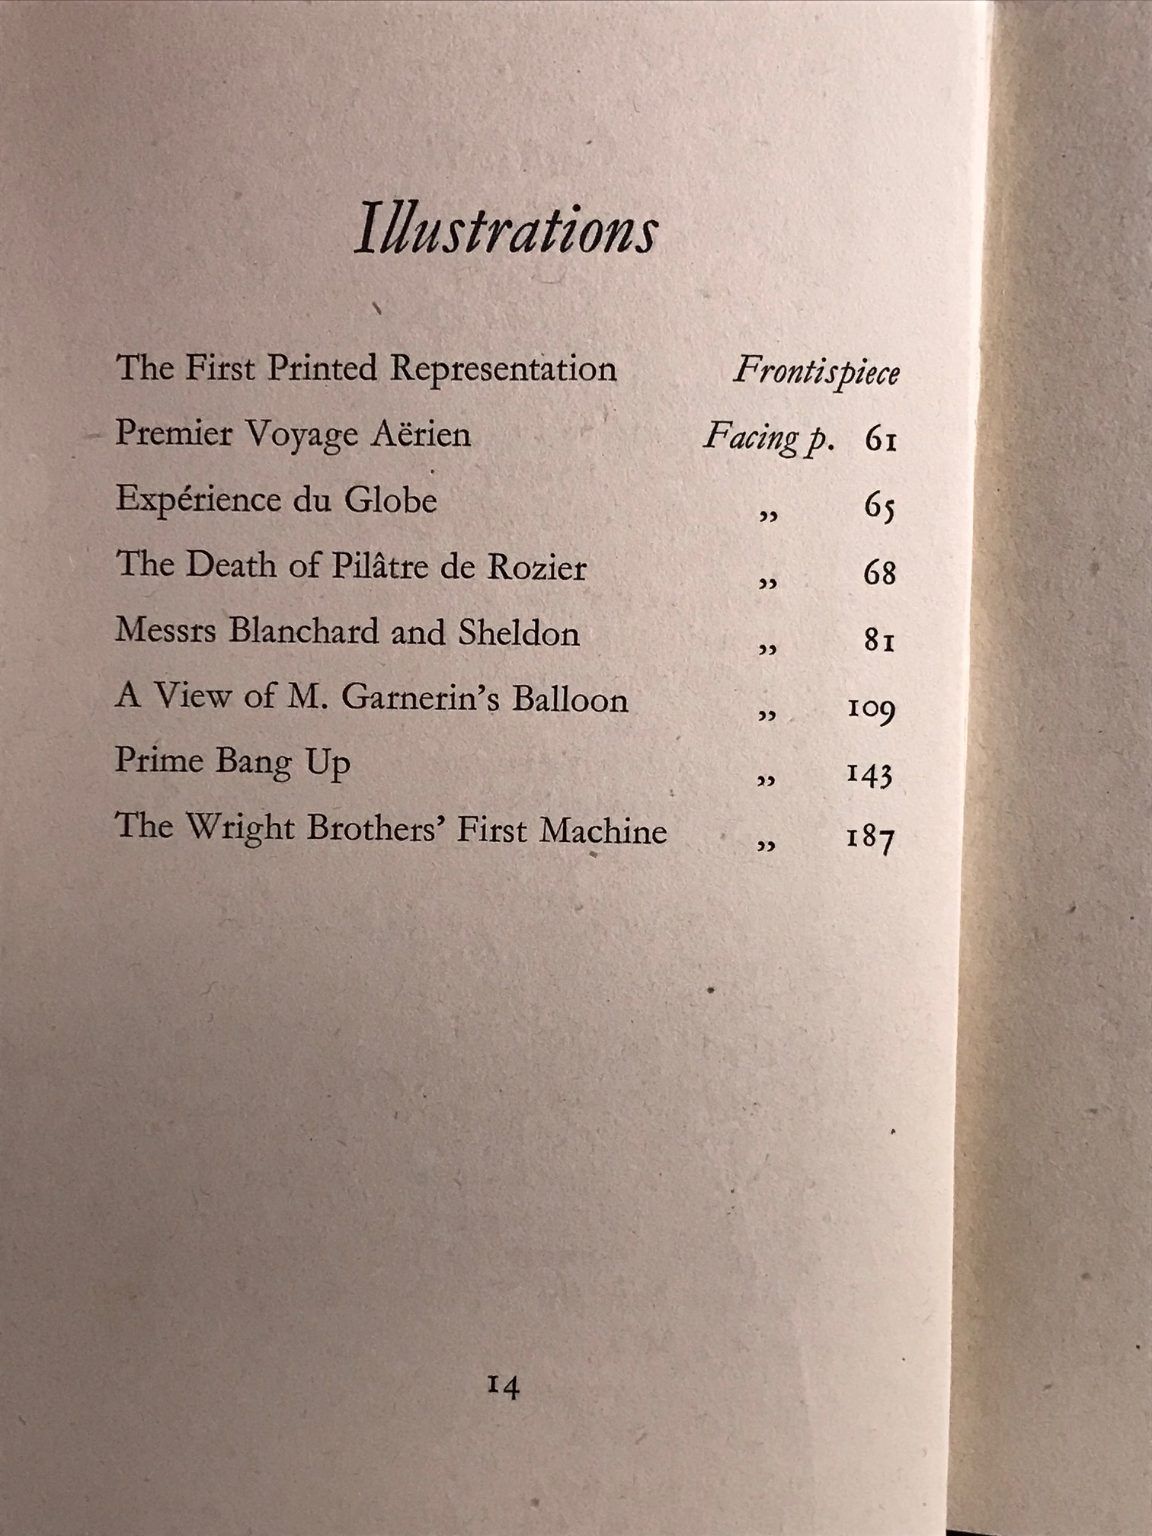 Illustrations
The First Printed Representation Frontispiece
Premier Voyage Aërien Facing p. 61
Expérience du Globe „ 65
The Death of Pilâtre de Rozier „ 68
Messrs Blanchard and Sheldon „ 81
A View of M. Garnerin’s Balloon „ 109
Prime Bang Up „ 143
The Wright Brothers’ First Machine „ 187
14